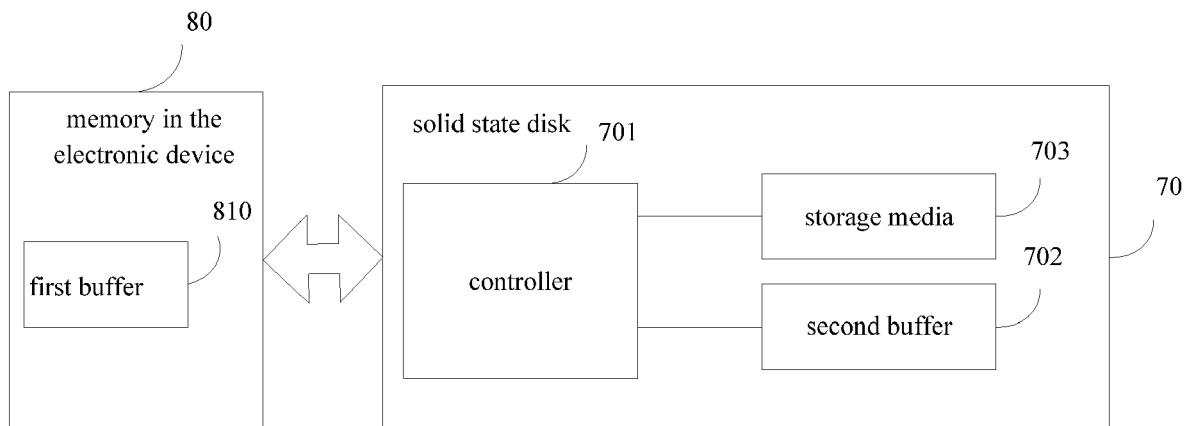 80
memory in the
electronic device
810
first buffer
solid state disk
701
controller
703
storage media
70
702
second buffer